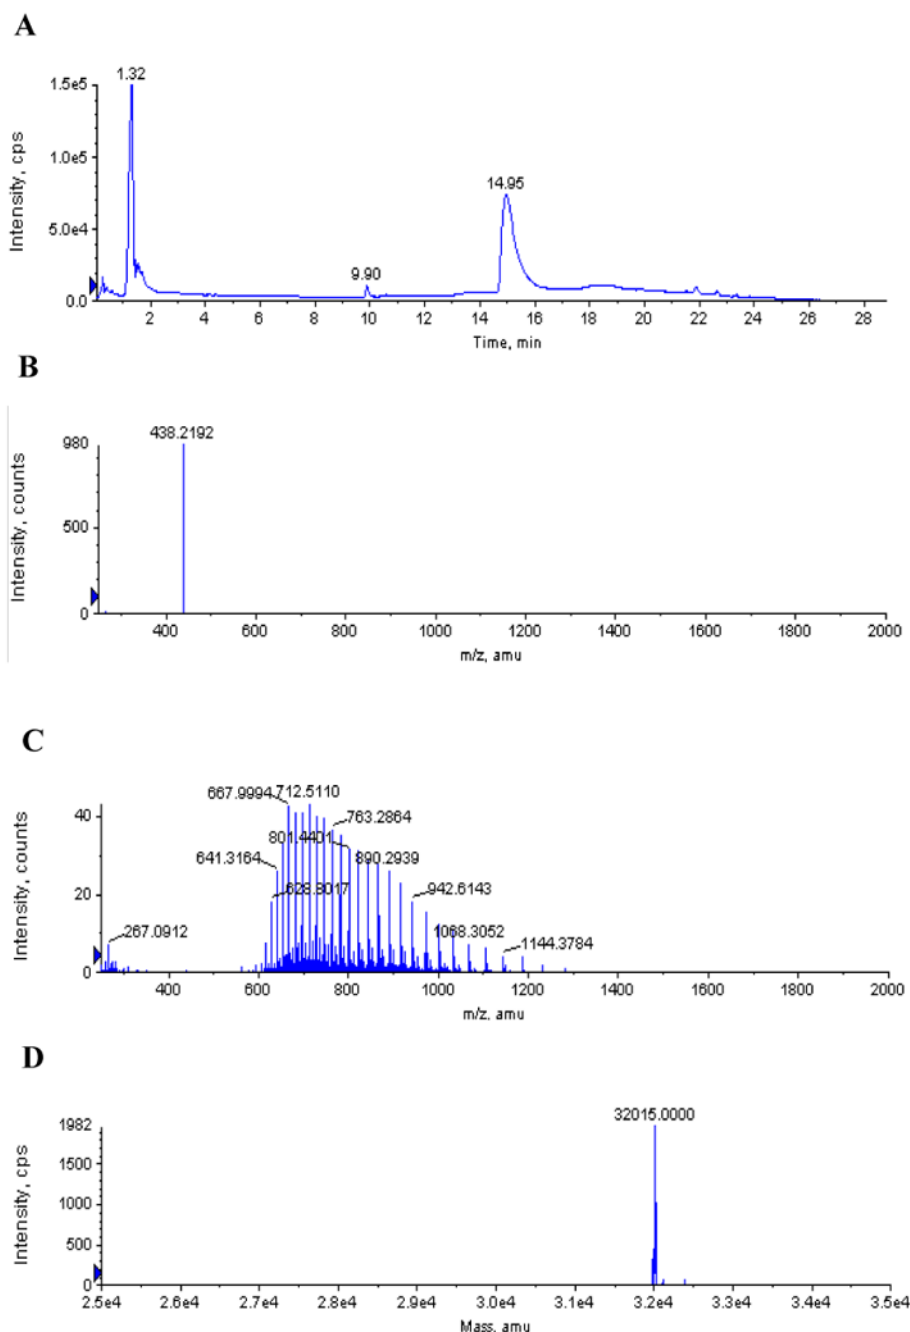 A
1.32
1.5e5
1.0e5
5.0e4
0.0
Intensity, cps
14.95
9.90
2 4 6 8 10 12 14 16 18 20 22 24 26 28
Time, min
B
438.2192
980
500
0
Intensity, counts
400 600 800 1000 1200 1400 1600 1800 2000
m/z, amu
C
667.9994 712.5110
763.2864
801.4401
890.2939
641.3164
628.8017
942.6143
1068.3052
1144.3784
267.0912
40
20
0
Intensity, counts
400 600 800 1000 1200 1400 1600 1800 2000
m/z, amu
D
32015.0000
1982
1500
1000
500
0
Intensity, cps
2.5e4 2.6e4 2.7e4 2.8e4 2.9e4 3.0e4 3.1e4 3.2e4 3.3e4 3.4e4 3.5e4
Mass, amu